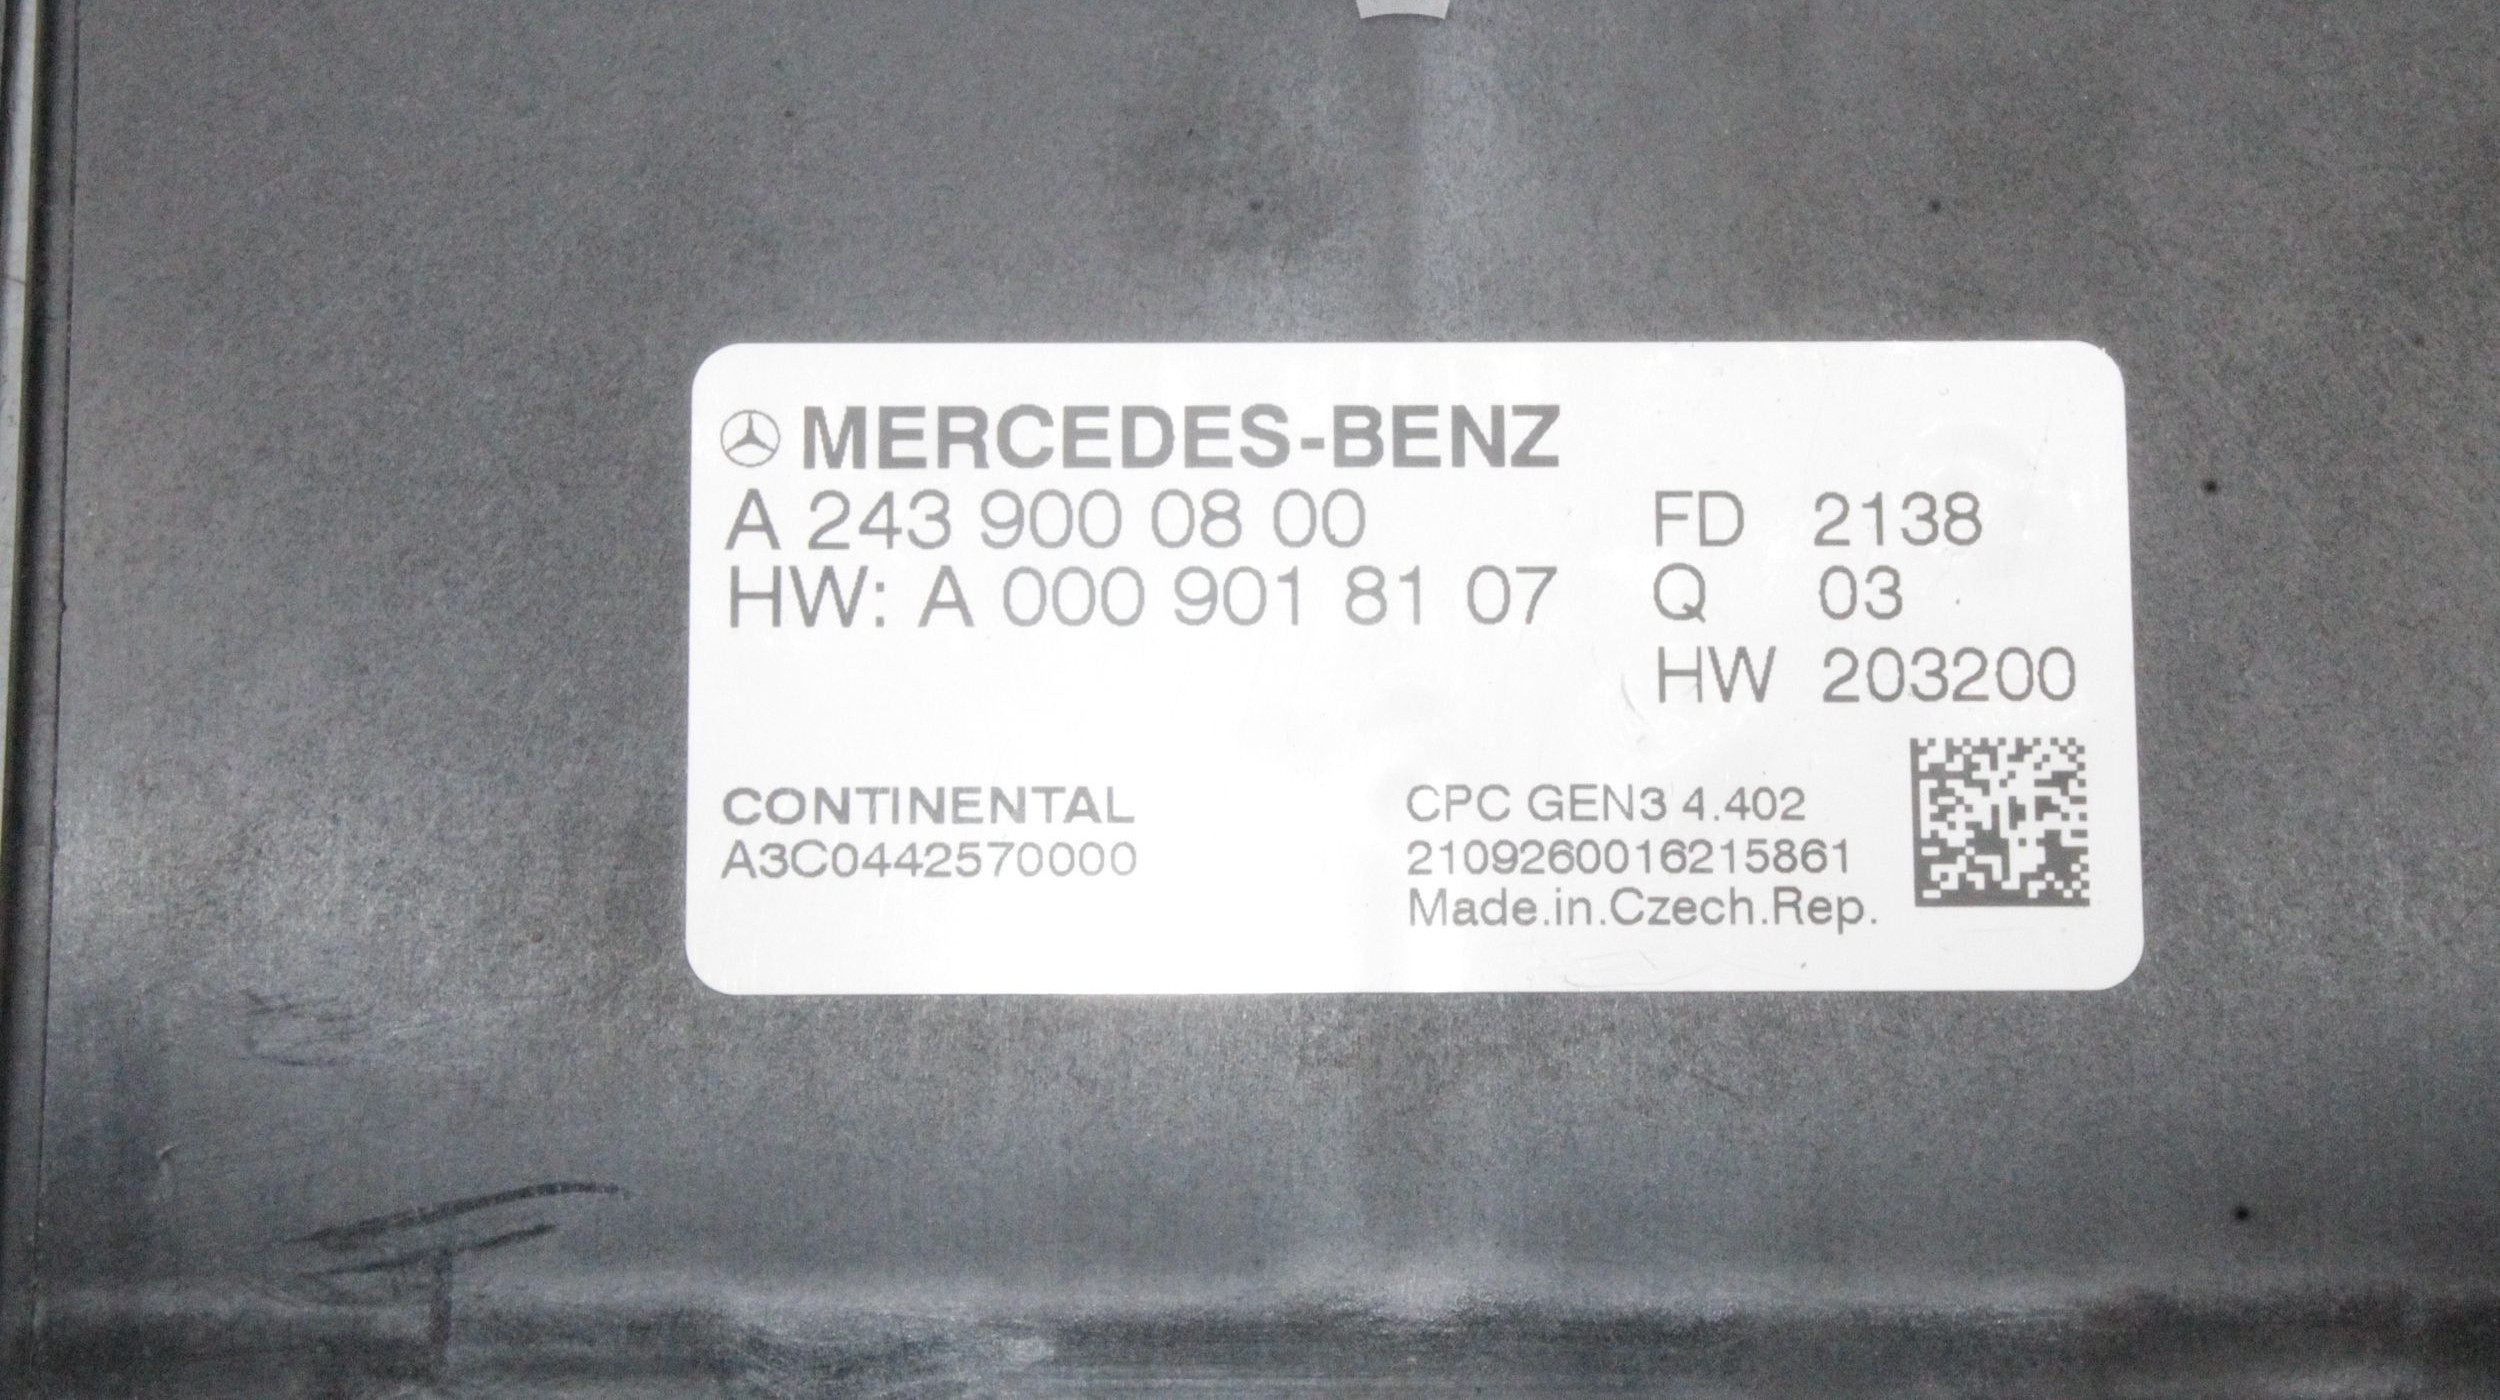 MERCEDES-BENZ
A 243 900 08 00
HW: A 000 901 81 07
FD 2138
Q 03
HW 203200
CONTINENTAL
A3C0442570000
CPC GEN3 4.402
2109260016215861
Made.in.Czech.Rep.